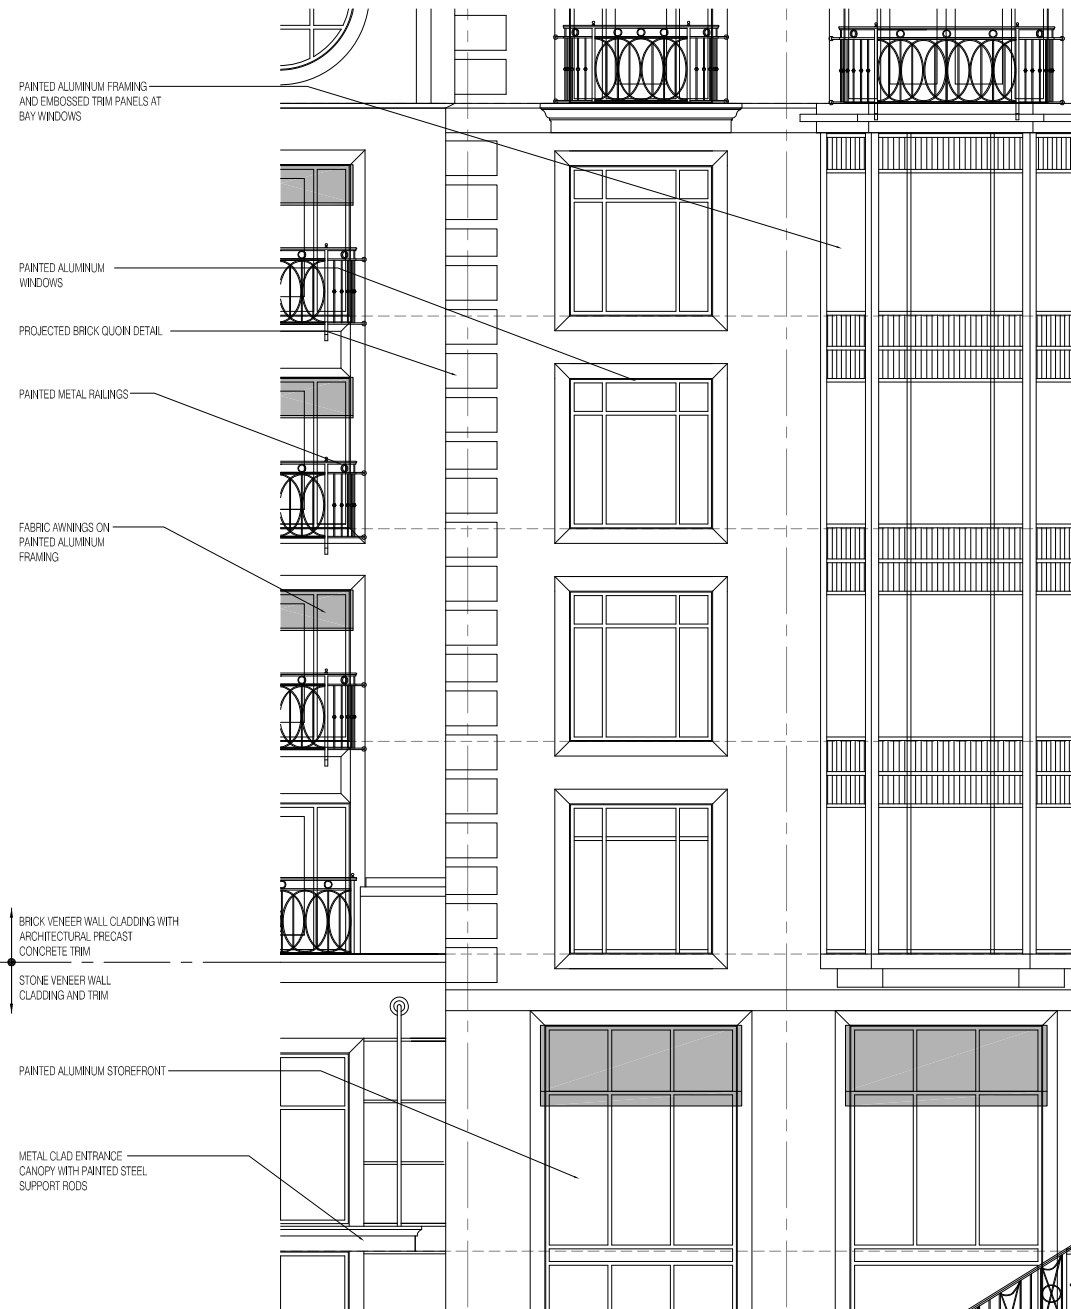 PAINTED ALUMINUM FRAMING
AND EMBOSSED TRIM PANELS AT
BAY WINDOWS
PAINTED ALUMINUM
WINDOWS
PROJECTED BRICK QUOIN DETAIL
PAINTED METAL RAILINGS
FABRIC AWNINGS ON
PAINTED ALUMINUM
FRAMING
BRICK VENEER WALL CLADDING WITH
ARCHITECTURAL PRECAST
CONCRETE TRIM
STONE VENEER WALL
CLADDING AND TRIM
PAINTED ALUMINUM STOREFRONT
METAL CLAD ENTRANCE
CANOPY WITH PAINTED STEEL
SUPPORT RODS